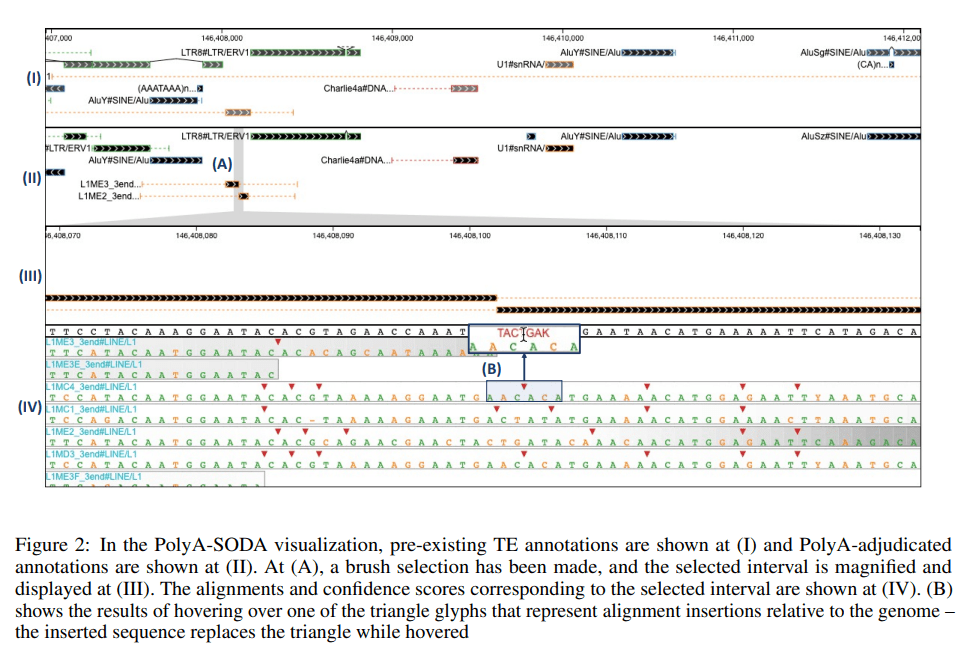 407,000 146,408,000 146,409,000 146,410,000 146,411,000 146,412,0
LTR8#LTR/ERV1 AluY#SINE/Alu AluSg#SINE/Alu
U1#snRNA/ (CA)n...
(I)
1
(AAATAAA)n... Charlie4a#DNA...
AluY#SINE/Alu
LTR8#LTR/ERV1 AluY#SINE/Alu AluSz#SINE/Alu
#LTR/ERV1 U1#snRNA/
AluY#SINE/Alu (A) Charlie4a#DNA...
(II)
L1ME3_3end...
L1ME2_3end...
46,408,070 146,408,080 146,408,090 146,408,100 146,408,110 146,408,120 146,408,130
(III)
T T C C T A C A A A G G A A T A C A C G T A G A A C C A A A T TACTGAK G A A T A A C A T G A A A A A T T C A T A G A C A
L1ME3_3end#LINE/L1
T T C A T A C A A T G G A A T A C A C A C A G C A A T A A A A A A C A C A
L1ME3E_3end#LINE/L1 (B)
T T C A T A C A A T G G A A T A C
L1MC4_3end#LINE/L1
(IV)
T C C A T A C A A T G G A A T A C A C G T A A A A A G G A A T G A A C A C A T G A A A A A C A T G G A G A A T T Y A A A T G C A
L1MC1_3end#LINE/L1
T C C A G A C A A T G G A A T A C C - T A A A A A G A A A T G A C T A T A T G A A A A A C A T G G A A A A C T T A A A T G C A
L1ME2_3end#LINE/L1
T T C A T A C A A T G G A A T A C A C G C A G A A C G A A C T A C T G A T A C A A A C A A C A T G G A G A A T T C A A A G A C A
L1MD3_3end#LINE/L1
T C C A T A C A A T G G A A T A C A C G T A A A A A G G A A T G A A C A C A T G A A A A A C A T G G A G A A T T Y A A A T G C A
L1ME3F_3end#LINE/L1
Figure 2: In the PolyA-SODA visualization, pre-existing TE annotations are shown at (I) and PolyA-adjudicated
annotations are shown at (II). At (A), a brush selection has been made, and the selected interval is magnified and
displayed at (III). The alignments and confidence scores corresponding to the selected interval are shown at (IV). (B)
shows the results of hovering over one of the triangle glyphs that represent alignment insertions relative to the genome –
the inserted sequence replaces the triangle while hovered